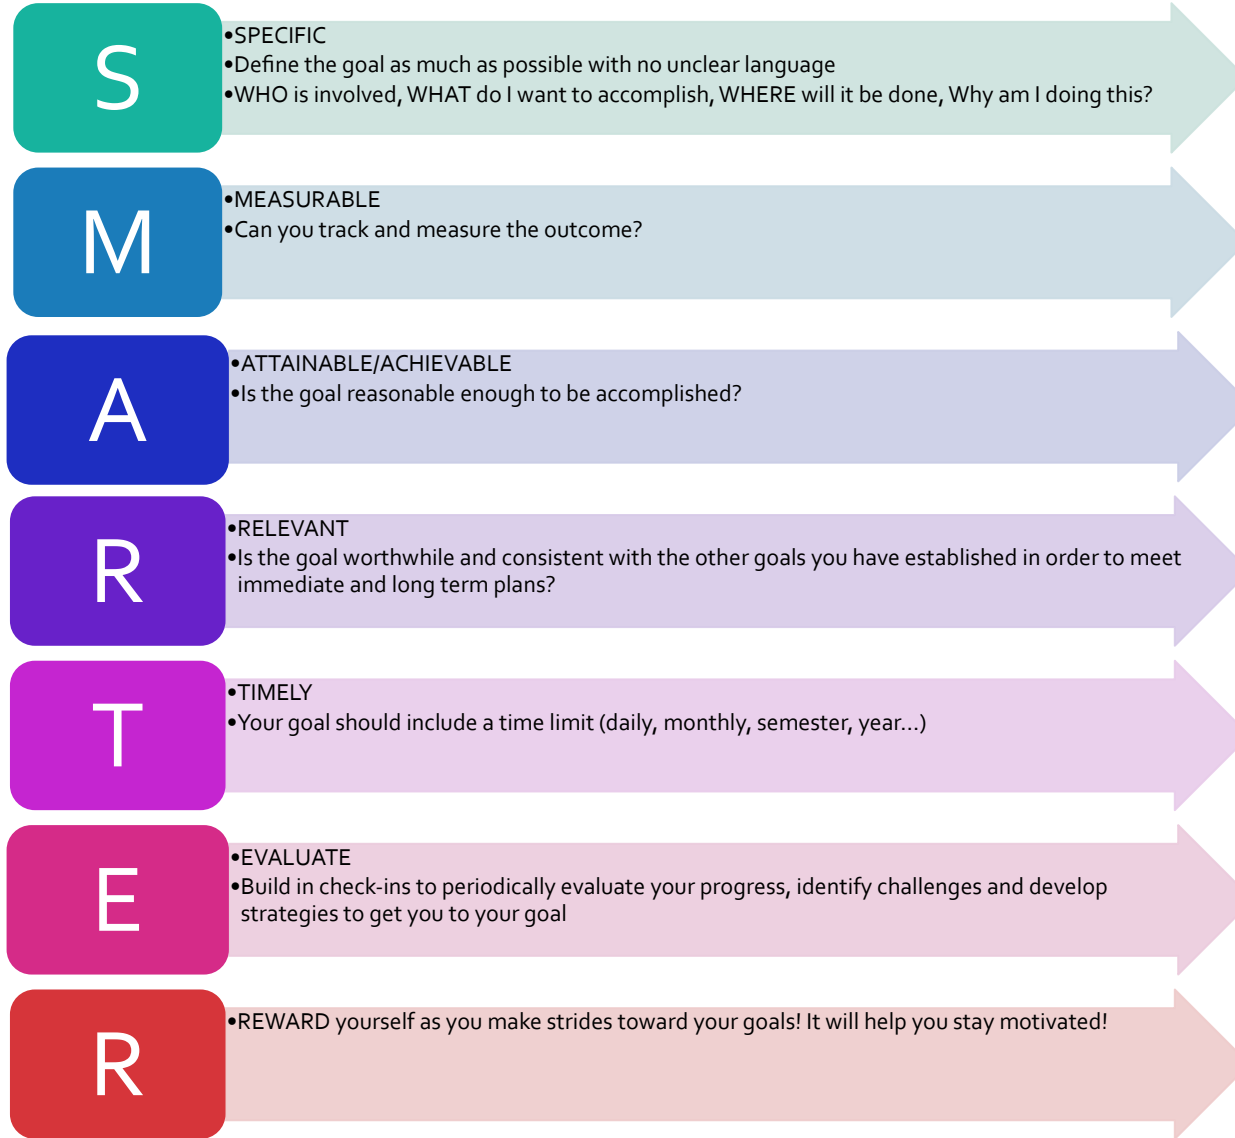 S
•SPECIFIC
•Define the goal as much as possible with no unclear language
•WHO is involved, WHAT do I want to accomplish, WHERE will it be done, Why am I doing this?
M
•MEASURABLE
•Can you track and measure the outcome?
A
•ATTAINABLE/ACHIEVABLE
•Is the goal reasonable enough to be accomplished?
R
•RELEVANT
•Is the goal worthwhile and consistent with the other goals you have established in order to meet
immediate and long term plans?
T
•TIMELY
•Your goal should include a time limit (daily, monthly, semester, year...)
E
•EVALUATE
•Build in check-ins to periodically evaluate your progress, identify challenges and develop
strategies to get you to your goal
R
•REWARD yourself as you make strides toward your goals! It will help you stay motivated!